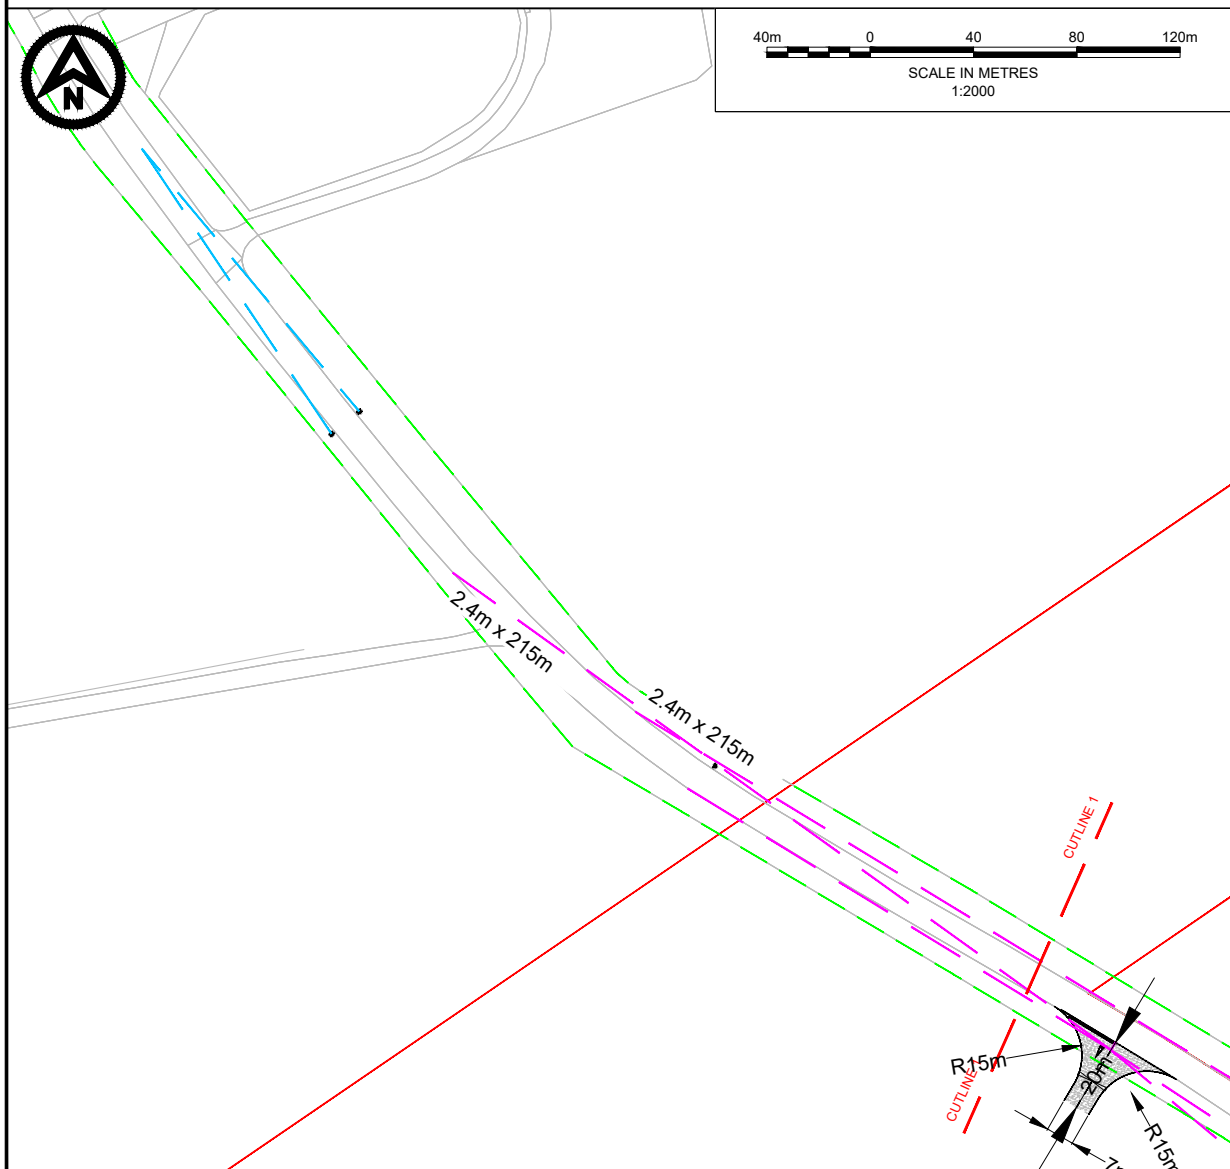 N
40m 0 40 80 120m
SCALE IN METRES
1:2000
2.4m x 215m
2.4m x 215m
CUTLINE 1
R15m
20m
CUTLINE
R15m